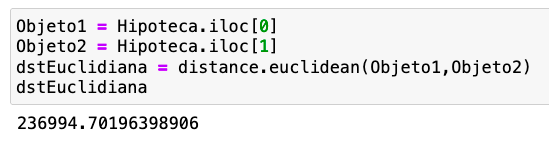 Objeto1 = Hipoteca.iloc[0]
Objeto2 = Hipoteca.iloc[1]
dstEuclidiana = distance.euclidean(Objeto1,Objeto2)
dstEuclidiana
236994.70196398906